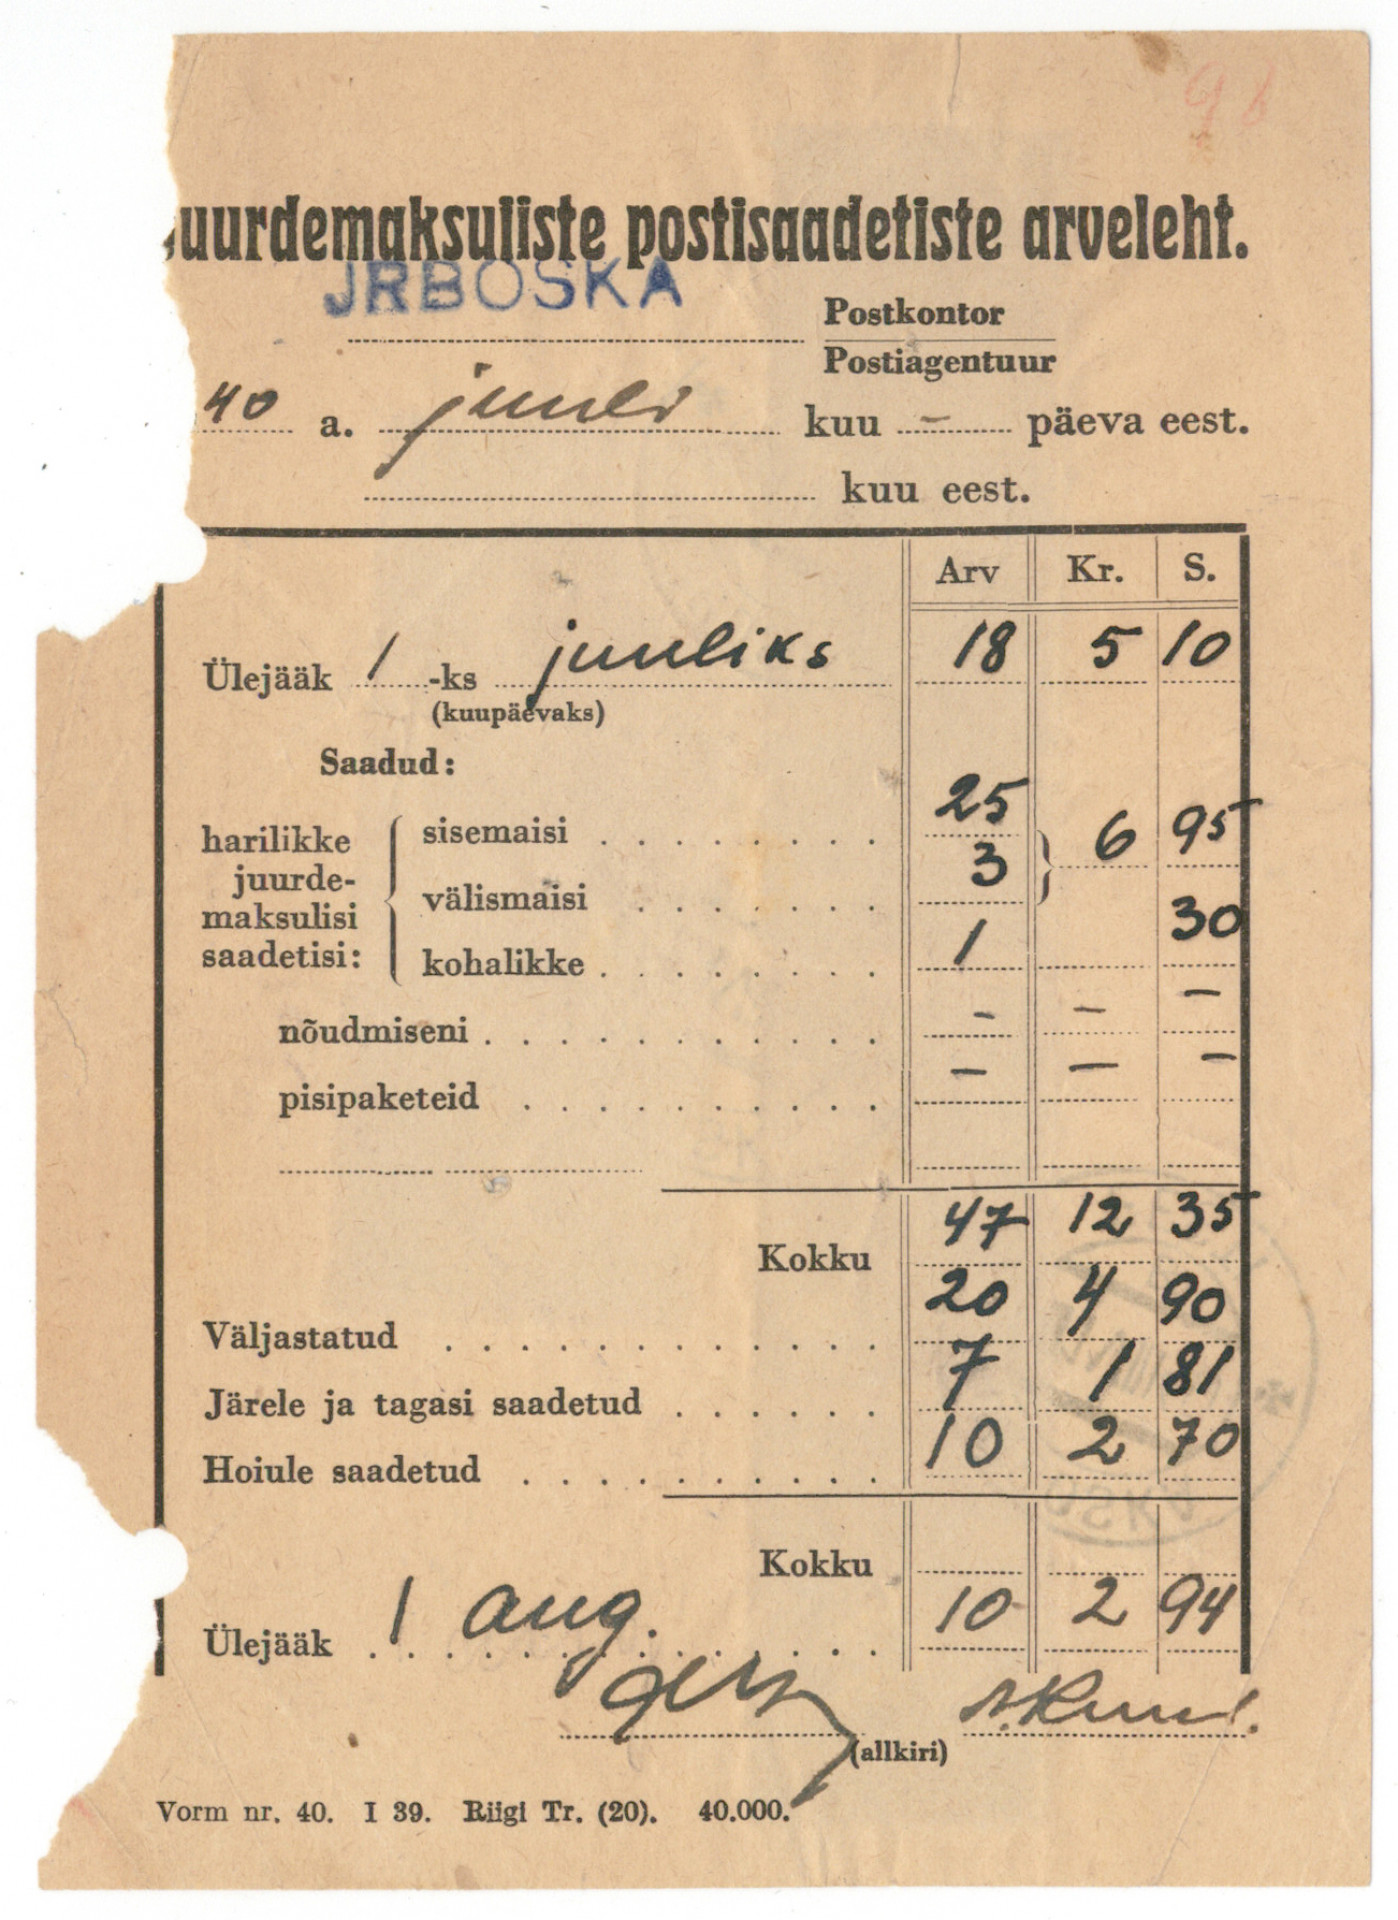 uurdemaksuliste postisaadetiste arveleht.
JRBOSKA
Postkontor
Postiagentuur
40 a. juuli kuu - päeva eest.
kuu eest.
Arv Kr. S.
Ülejääk 1 -ks juuliks 18 5 10
(kuupäevaks)
Saadud:
harilikke juurde-maksulisi saadetisi:
sisemaisi 25
6 95
välismaisi 3
kohalikke 1 30
nõudmiseni - - -
pisipaketeid - - -
Kokku 47 12 35
Väljastatud 20 4 90
Järele ja tagasi saadetud 7 1 81
Hoiule saadetud 10 2 70
Kokku
Ülejääk 1 aug. 10 2 94
(allkiri)
Vorm nr. 40. I 39. Riigi Tr. (20). 40.000.